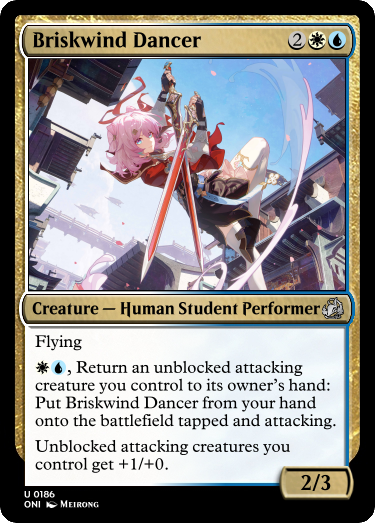 Briskwind Dancer 2
Creature — Human Student Performer
Flying
, Return an unblocked attacking
creature you control to its owner's hand:
Put Briskwind Dancer from your hand
onto the battlefield tapped and attacking.
Unblocked attacking creatures you
control get +1/+0.
2/3
U 0186
ONI Meirong